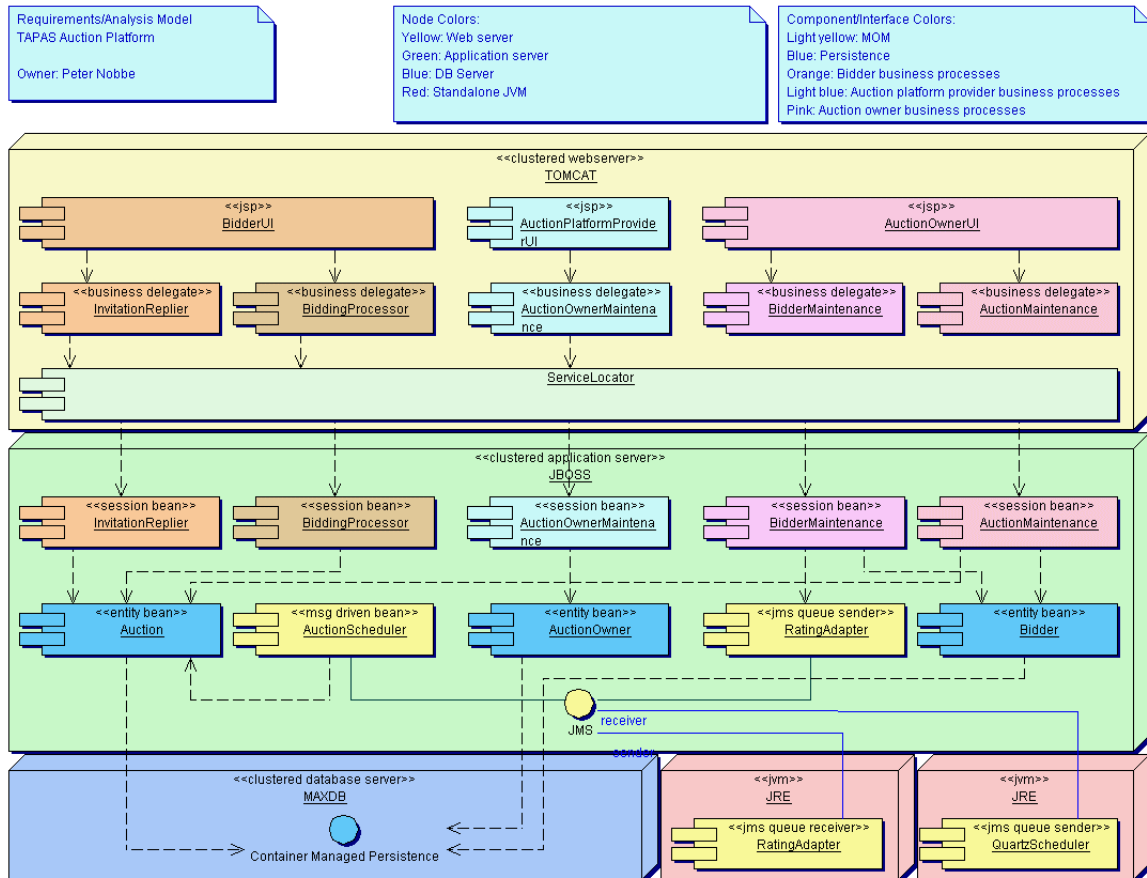 Requirements/Analysis Model
TAPAS Auction Platform
Owner: Peter Nobbe
Node Colors:
Yellow: Web server
Green: Application server
Blue: DB Server
Red: Standalone JVM
Component/Interface Colors:
Light yellow: MOM
Blue: Persistence
Orange: Bidder business processes
Light blue: Auction platform provider business processes
Pink: Auction owner business processes
<<clustered webserver>>
TOMCAT
<<jsp>>
BidderUI
<<jsp>>
AuctionPlatformProvide
rUI
<<jsp>>
AuctionOwnerUI
<<business delegate>>
InvitationReplier
<<business delegate>>
BiddingProcessor
<<business delegate>>
AuctionOwnerMaintena
nce
<<business delegate>>
BidderMaintenance
<<business delegate>>
AuctionMaintenance
ServiceLocator
<<clustered application server>>
JBOSS
<<session bean>>
InvitationReplier
<<session bean>>
BiddingProcessor
<<session bean>>
AuctionOwnerMaintena
nce
<<session bean>>
BidderMaintenance
<<session bean>>
AuctionMaintenance
<<entity bean>>
Auction
<<msg driven bean>>
AuctionScheduler
<<entity bean>>
AuctionOwner
<<jms queue sender>>
RatingAdapter
<<entity bean>>
Bidder
JMS
receiver
sender
<<clustered database server>>
MAXDB
Container Managed Persistence
<<jvm>>
JRE
<<jms queue receiver>>
RatingAdapter
<<jvm>>
JRE
<<jms queue sender>>
QuartzScheduler